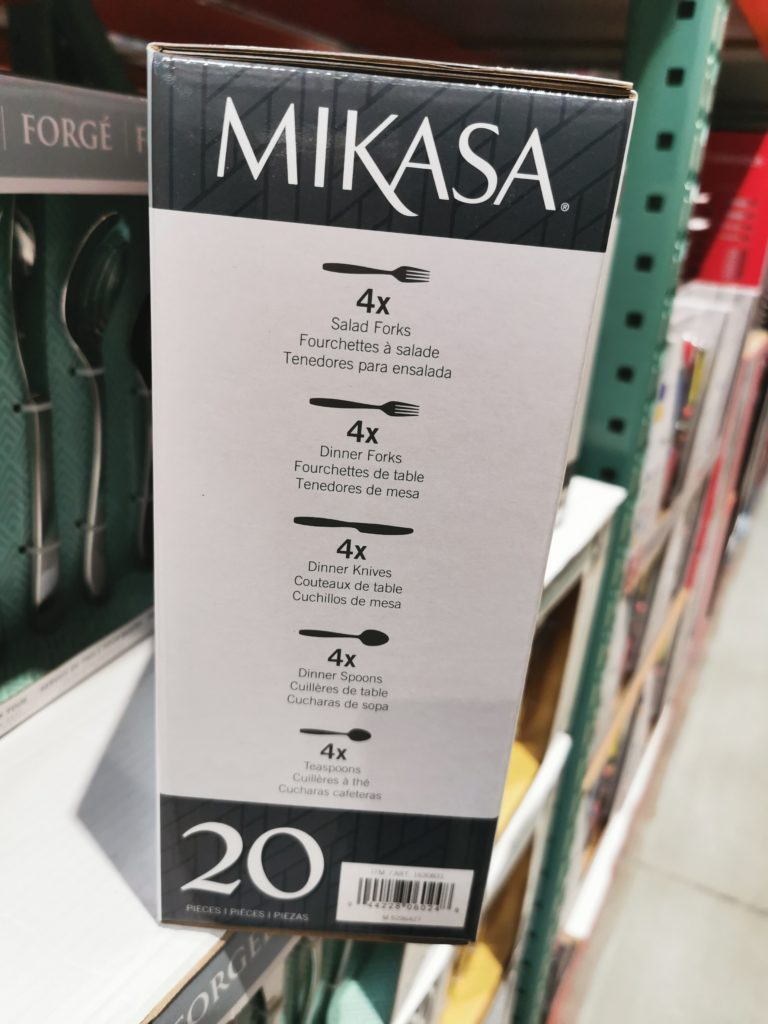 FORGÉ
MIKASA®
4x
Salad Forks
Fourchettes à salade
Tenedores para ensalada
4x
Dinner Forks
Fourchettes de table
Tenedores de mesa
4x
Dinner Knives
Couteaux de table
Cuchillos de mesa
4x
Dinner Spoons
Cuillères de table
Cucharas de sopa
4x
Teaspoons
Cuillères à thé
Cucharas cafeteras
20
PIECES | PIÈCES | PIEZAS
44228 06024
FORGÉ